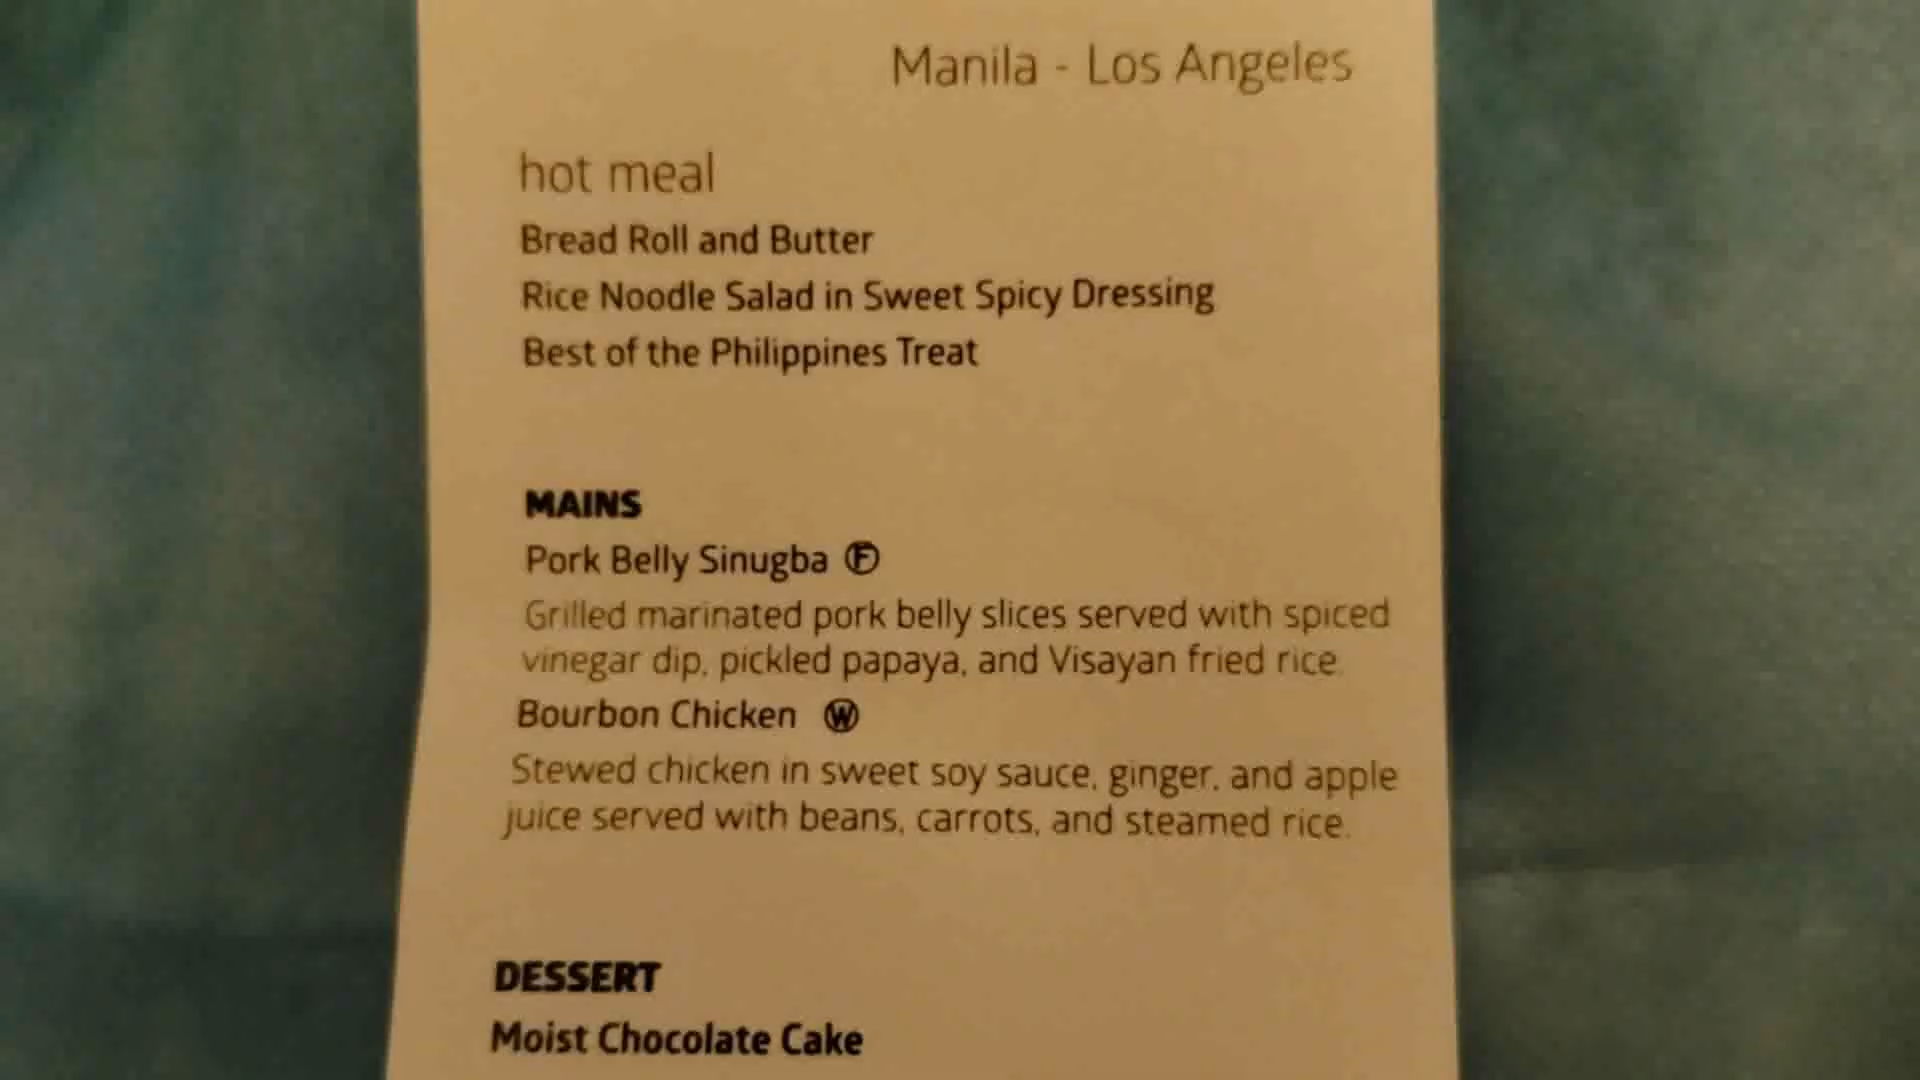 Manila - Los Angeles
hot meal
Bread Roll and Butter
Rice Noodle Salad in Sweet Spicy Dressing
Best of the Philippines Treat
MAINS
Pork Belly Sinugba Ⓕ
Grilled marinated pork belly slices served with spiced
vinegar dip, pickled papaya, and Visayan fried rice.
Bourbon Chicken Ⓦ
Stewed chicken in sweet soy sauce, ginger, and apple
juice served with beans, carrots, and steamed rice.
DESSERT
Moist Chocolate Cake